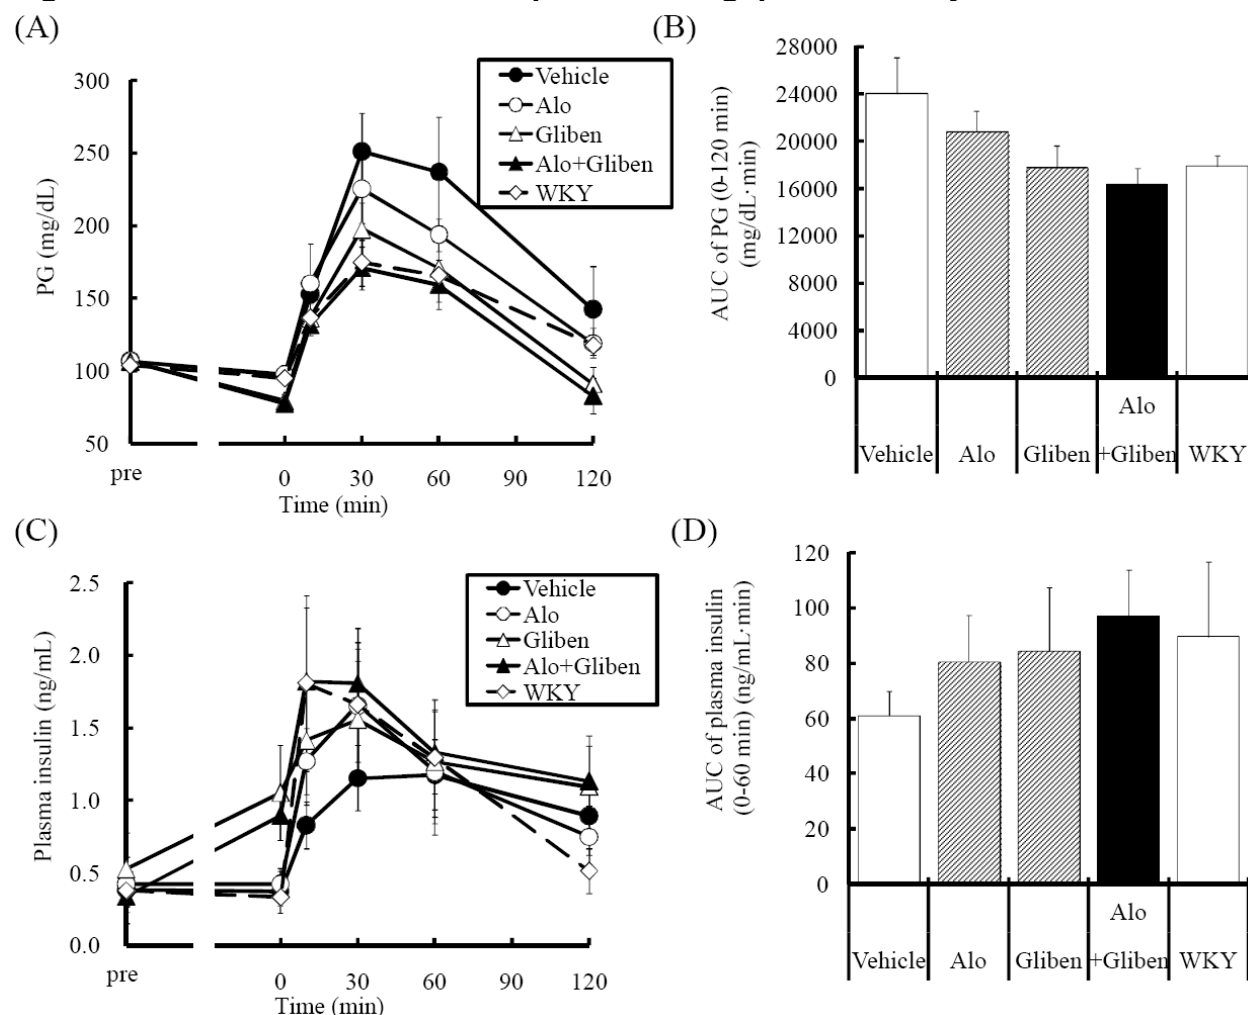 (A)
300
250
200
150
100
50
PG (mg/dL)
pre
0
30
60
90
120
Time (min)
Vehicle
Alo
Gliben
Alo+Gliben
WKY
(B)
28000
24000
20000
16000
12000
8000
4000
0
AUC of PG (0-120 min)
(mg/dL·min)
Vehicle
Alo
Gliben
Alo
+Gliben
WKY
(C)
2.5
2.0
1.5
1.0
0.5
0.0
Plasma insulin (ng/mL)
pre
0
30
60
90
120
Time (min)
Vehicle
Alo
Gliben
Alo+Gliben
WKY
(D)
120
100
80
60
40
20
0
AUC of plasma insulin
(0-60 min) (ng/mL·min)
Vehicle
Alo
Gliben
Alo
+Gliben
WKY